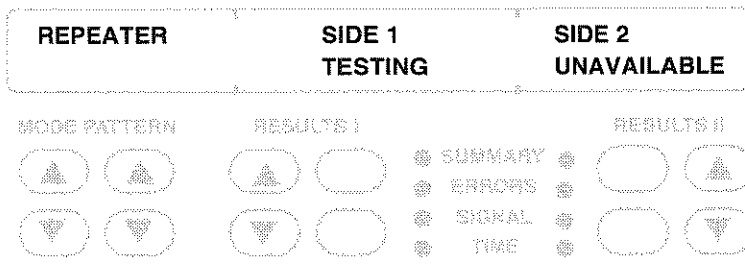 REPEATER SIDE 1 SIDE 2
TESTING UNAVAILABLE
MODE PATTERN RESULTS I RESULTS II
SUMMARY
ERRORS
SIGNAL
TIME